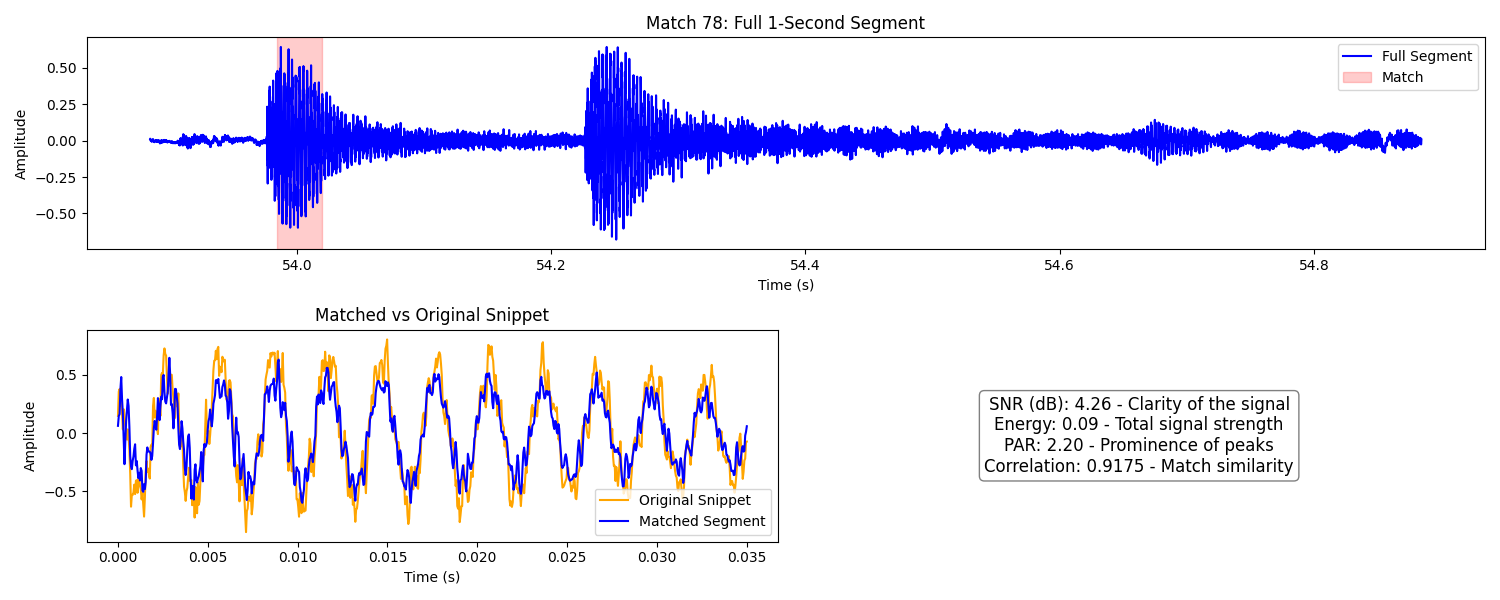 Match 78: Full 1-Second Segment
Amplitude
0.50
0.25
0.00
−0.25
−0.50
Full Segment
Match
54.0 54.2 54.4 54.6 54.8
Time (s)
Matched vs Original Snippet
Amplitude
0.5
0.0
−0.5
Original Snippet
Matched Segment
0.000 0.005 0.010 0.015 0.020 0.025 0.030 0.035
Time (s)
SNR (dB): 4.26 - Clarity of the signal
Energy: 0.09 - Total signal strength
PAR: 2.20 - Prominence of peaks
Correlation: 0.9175 - Match similarity